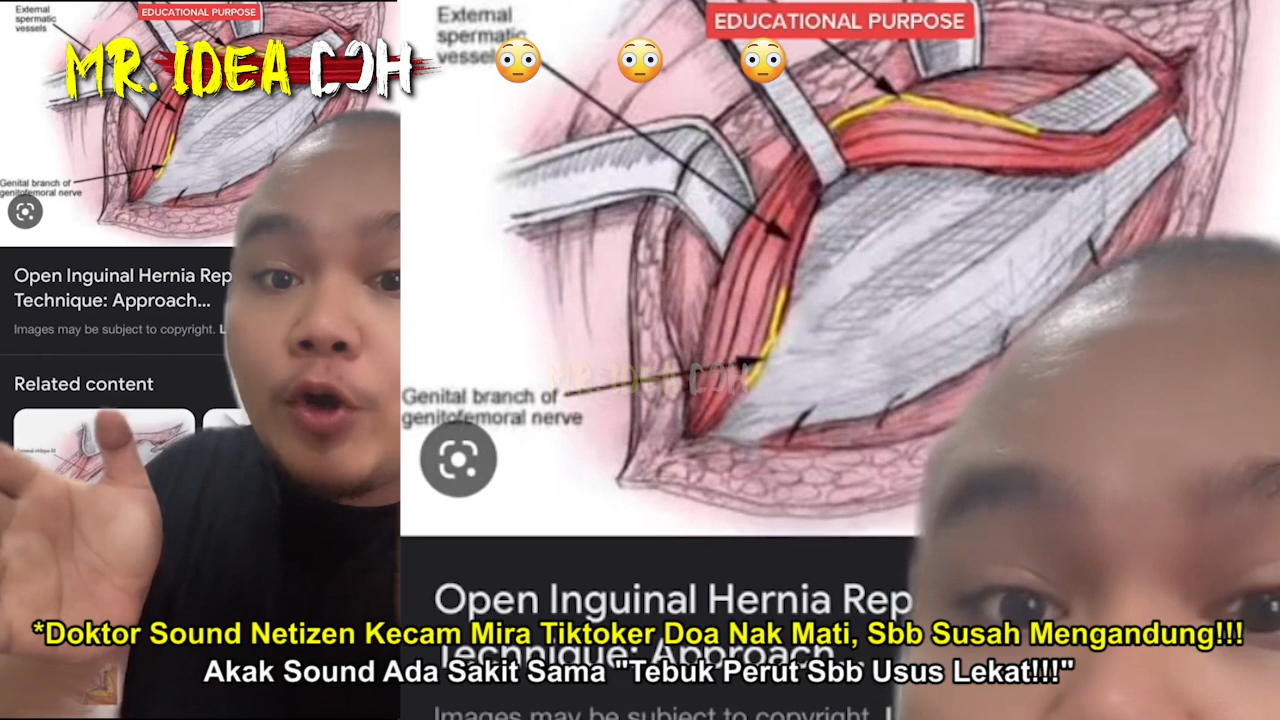 External
spermatic
vessels
EDUCATIONAL PURPOSE
MR. IDEA COH
Genital branch of
genitofemoral nerve
Open Inguinal Hernia Rep
Technique: Approach...
Images may be subject to copyright. L
Related content
External
spermatic
vessels
EDUCATIONAL PURPOSE
MR. IDEA COH
Genital branch of
genitofemoral nerve
Open Inguinal Hernia Rep
Technique: Approach...
Images may be subject to copyright. L
*Doktor Sound Netizen Kecam Mira Tiktoker Doa Nak Mati, Sbb Susah Mengandung!!!
Akak Sound Ada Sakit Sama "Tebuk Perut Sbb Usus Lekat!!!"